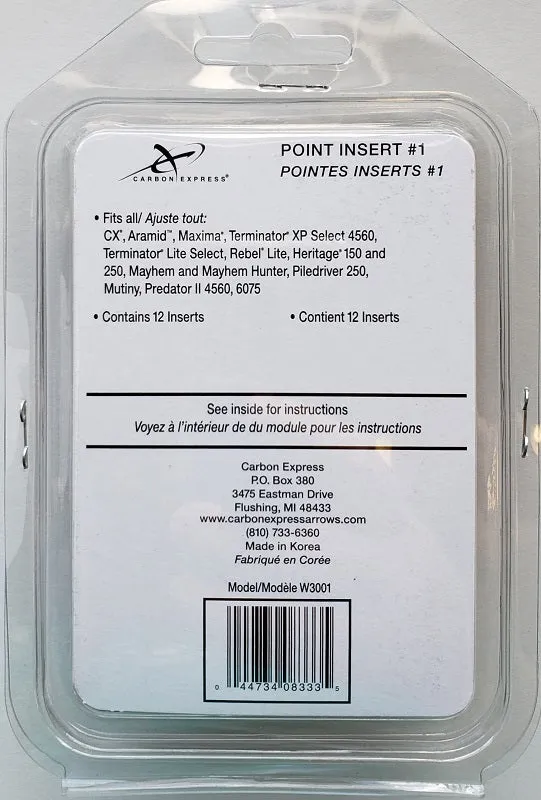 POINT INSERT #1
POINTES INSERTS #1
CARBON EXPRESS®
• Fits all/ Ajuste tout:
CX®, Aramid™, Maxima®, Terminator® XP Select 4560,
Terminator® Lite Select, Rebel® Lite, Heritage® 150 and
250, Mayhem and Mayhem Hunter, Piledriver 250,
Mutiny, Predator II 4560, 6075
• Contains 12 Inserts • Contient 12 Inserts
See inside for instructions
Voyez à l'intérieur de du module pour les instructions
Carbon Express
P.O. Box 380
3475 Eastman Drive
Flushing, MI 48433
www.carbonexpressarrows.com
(810) 733-6360
Made in Korea
Fabriqué en Corée
Model/Modèle W3001
0 44734 08333 5